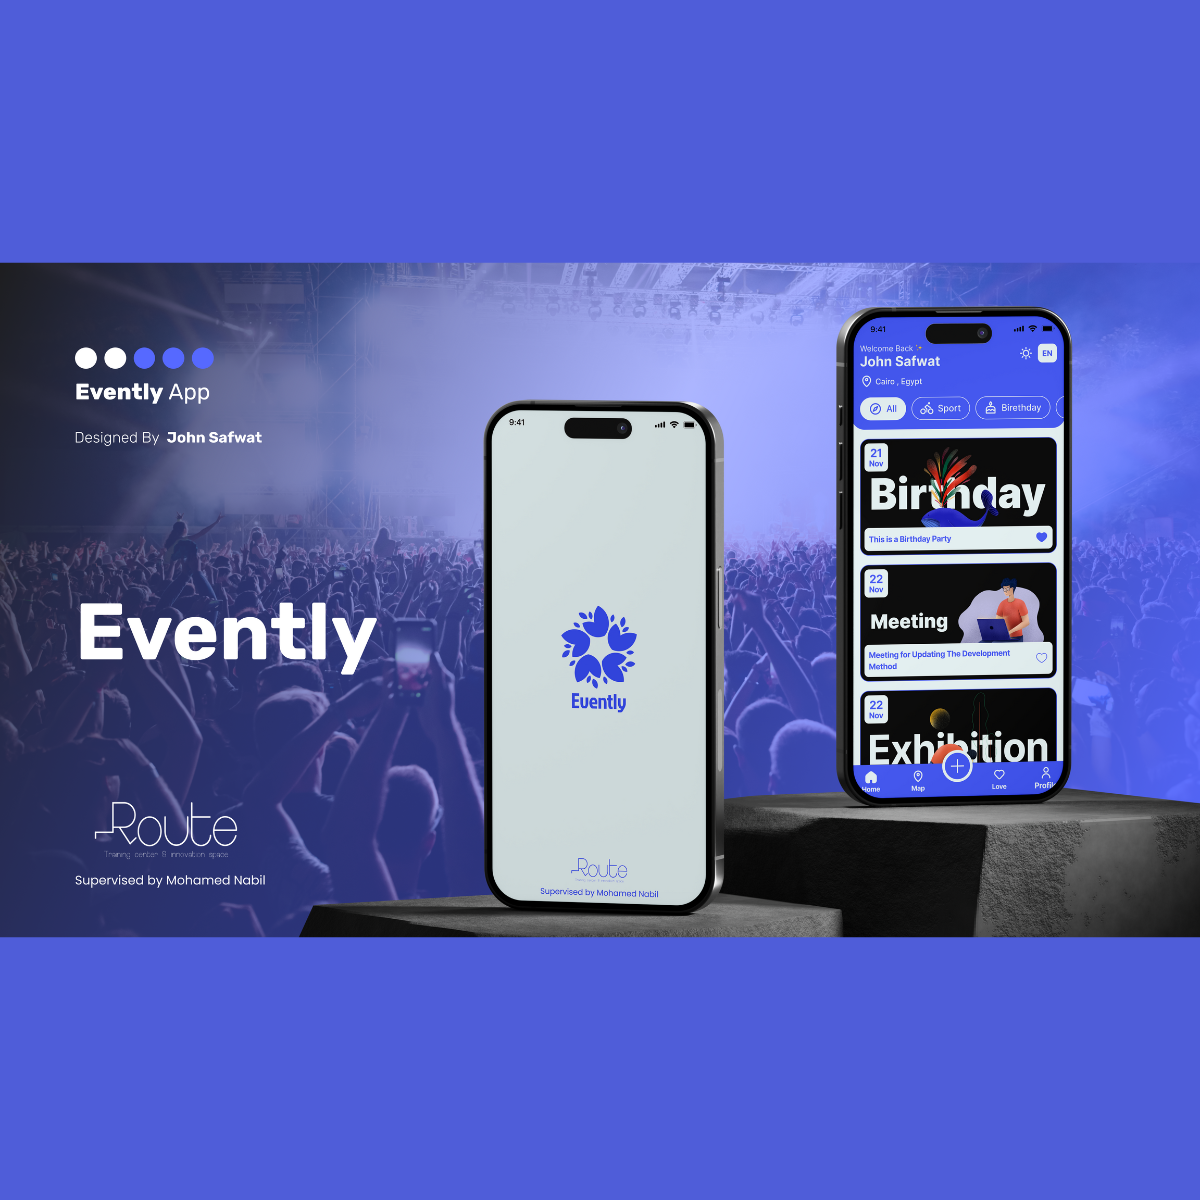 Evently App
Designed By John Safwat
Evently
Route
Training center & innovation space
Supervised by Mohamed Nabil
9:41
Evently
Route
Supervised by Mohamed Nabil
9:41
Welcome Back ✨
John Safwat
EN
Cairo , Egypt
All
Sport
Birethday
21
Nov
Birthday
This is a Birthday Party
22
Nov
Meeting
Meeting for Updating The Development
Method
22
Nov
Exhibition
Home
Map
Love
Profil